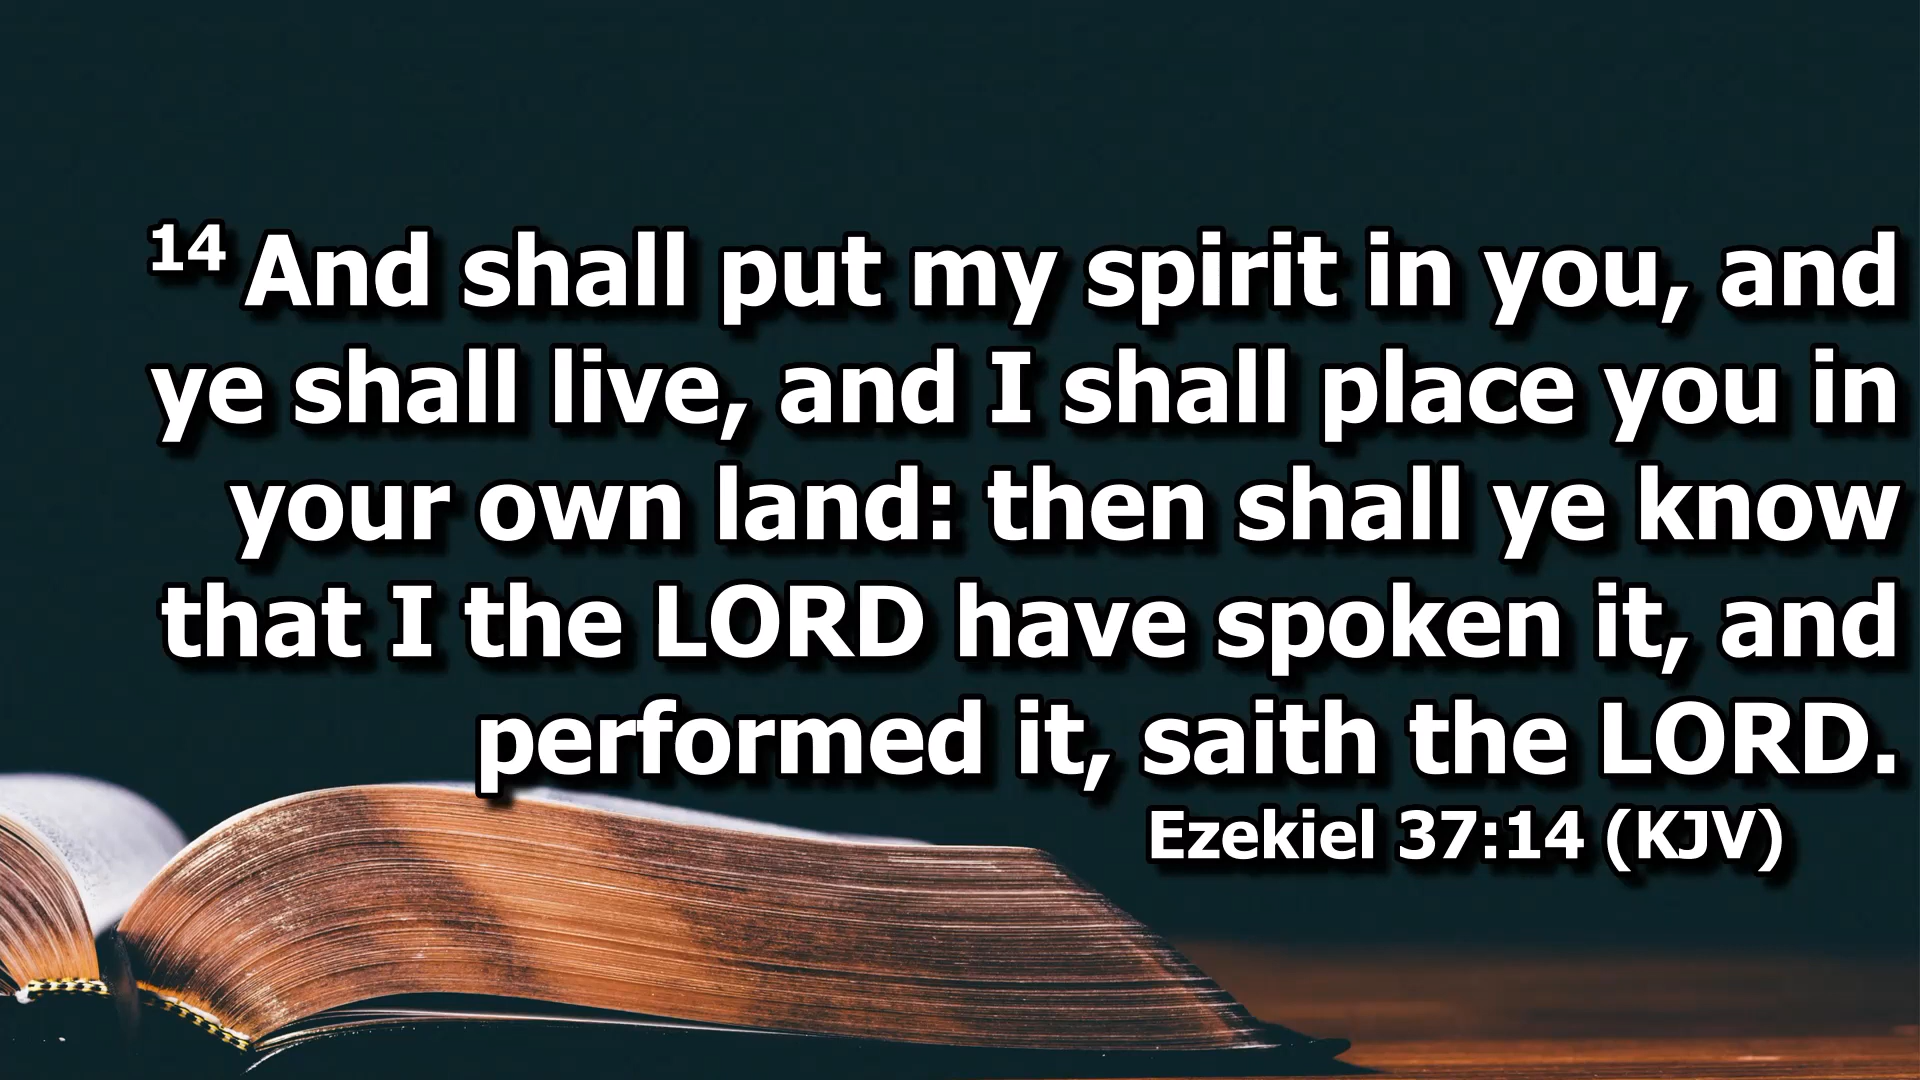 14 And shall put my spirit in you, and
ye shall live, and I shall place you in
your own land: then shall ye know
that I the LORD have spoken it, and
performed it, saith the LORD.
Ezekiel 37:14 (KJV)